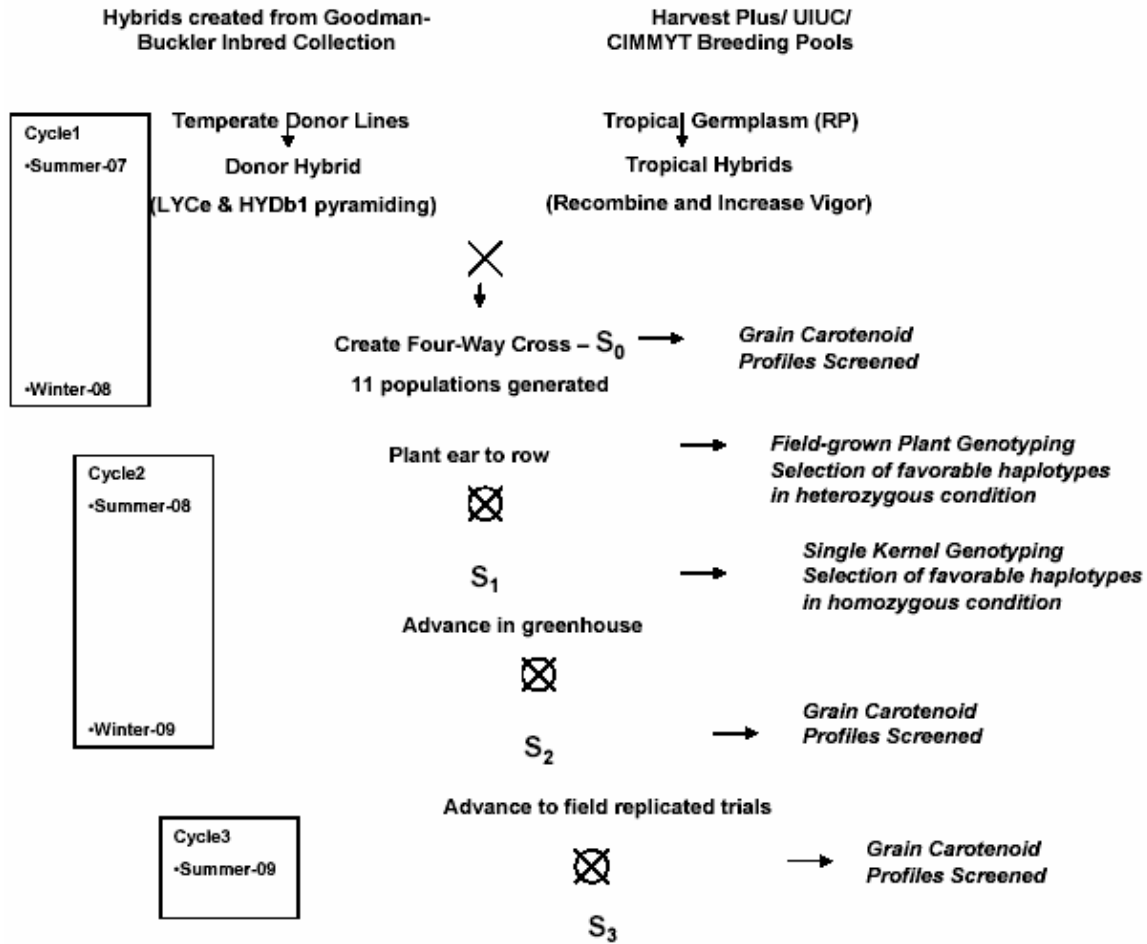 Hybrids created from Goodman-
Buckler Inbred Collection
Harvest Plus/ UIUC/
CIMMYT Breeding Pools
Cycle1
•Summer-07
•Winter-08
Temperate Donor Lines
Donor Hybrid
(LYCe & HYDb1 pyramiding)
Tropical Germplasm (RP)
Tropical Hybrids
(Recombine and Increase Vigor)
Create Four-Way Cross – S0
11 populations generated
Grain Carotenoid
Profiles Screened
Cycle2
•Summer-08
•Winter-09
Plant ear to row
Field-grown Plant Genotyping
Selection of favorable haplotypes
in heterozygous condition
S1
Single Kernel Genotyping
Selection of favorable haplotypes
in homozygous condition
Advance in greenhouse
S2
Grain Carotenoid
Profiles Screened
Advance to field replicated trials
Cycle3
•Summer-09
Grain Carotenoid
Profiles Screened
S3